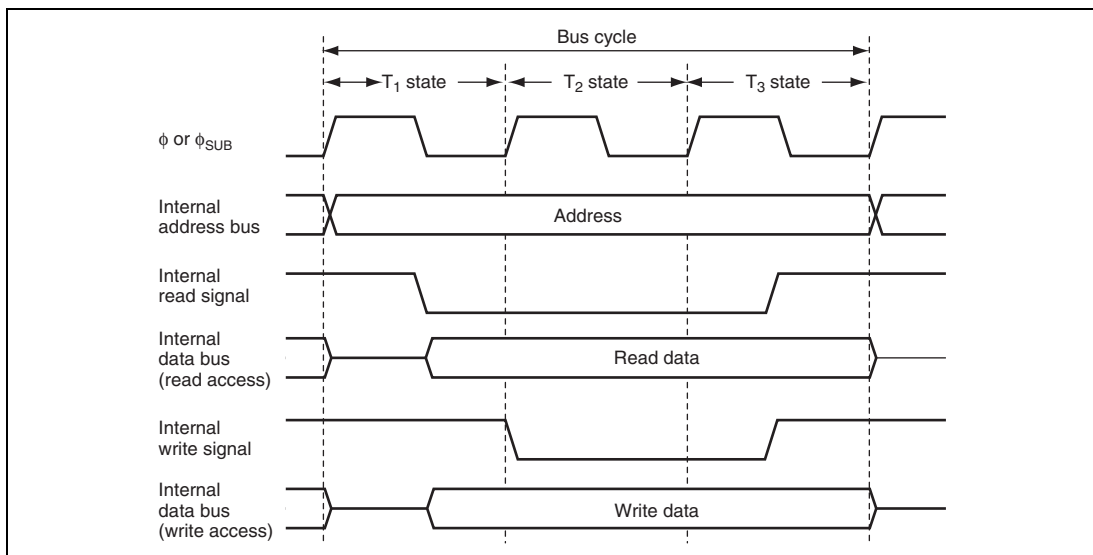 Bus cycle
T₁ state
T₂ state
T₃ state
ϕ or ϕSUB
Internal
address bus
Address
Internal
read signal
Internal
data bus
(read access)
Read data
Internal
write signal
Internal
data bus
(write access)
Write data